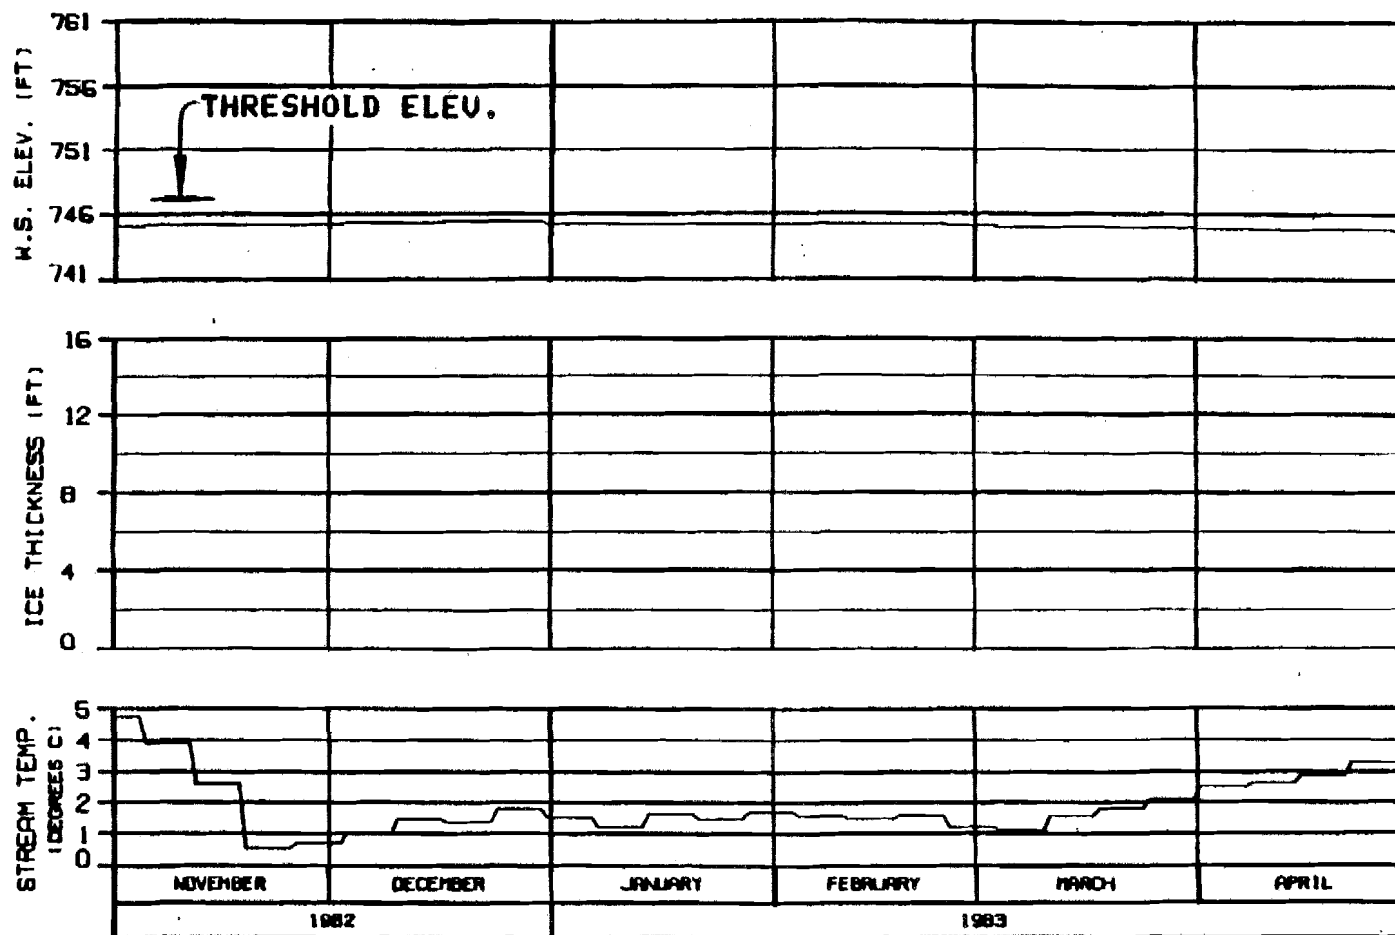 W.S. ELEV. (FT)
761
756
751
746
741
THRESHOLD ELEV.
ICE THICKNESS (FT)
16
12
8
4
0
STREAM TEMP.
(DEGREES C)
5
4
3
2
1
0
NOVEMBER DECEMBER JANUARY FEBRUARY MARCH APRIL
1982 1983